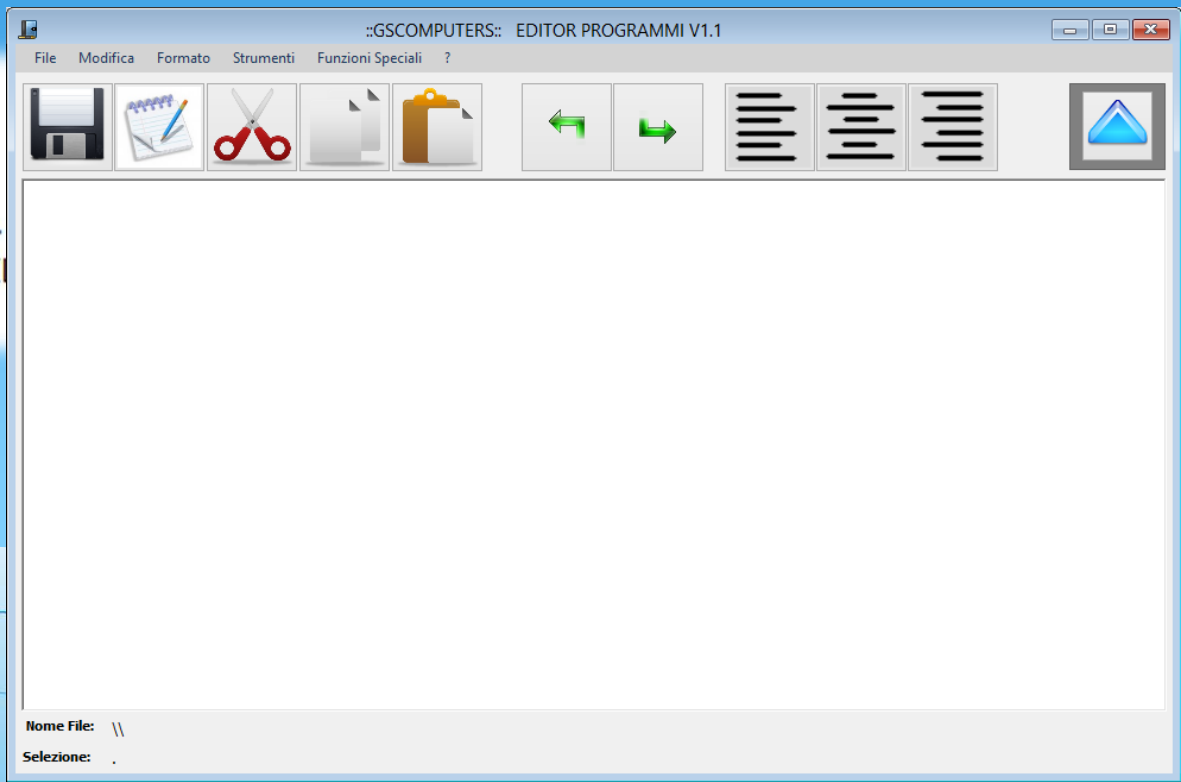 ::GSCOMPUTERS:: EDITOR PROGRAMMI V1.1
File Modifica Formato Strumenti Funzioni Speciali ?
Nome File: \\
Selezione: .